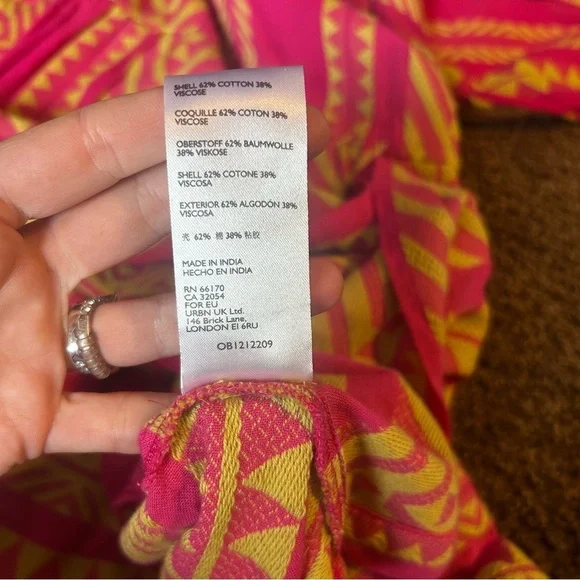 SHELL 62% COTTON 38%
VISCOSE
COQUILLE 62% COTON 38%
VISCOSE
OBERSTOFF 62% BAUMWOLLE
38% VISKOSE
SHELL 62% COTONE 38%
VISCOSA
EXTERIOR 62% ALGODÓN 38%
VISCOSA
壳 62% 棉 38% 粘胶
MADE IN INDIA
HECHO EN INDIA
RN 66170
CA 32054
FOR EU
URBN UK Ltd.
146 Brick Lane,
LONDON E1 6RU
OB1212209